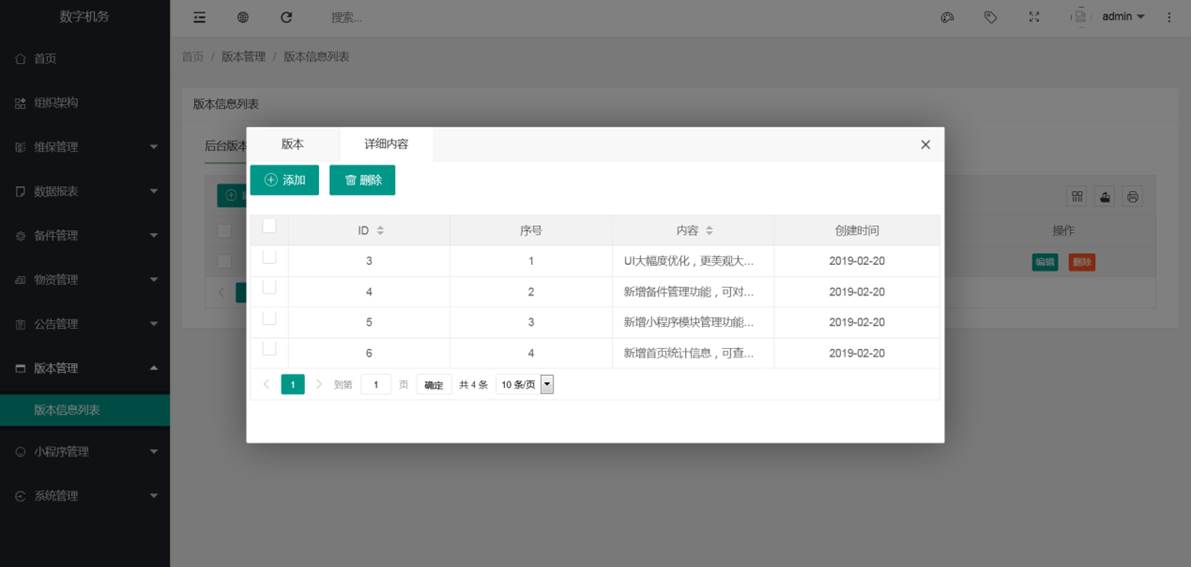 数字机务
搜索...
admin
首页
组织架构
维保管理
数据报表
备件管理
物资管理
公告管理
版本管理
版本信息列表
小程序管理
系统管理
首页 / 版本管理 / 版本信息列表
版本信息列表
后台版本
操作
编辑 删除
版本 详细内容
添加 删除
ID 序号 内容 创建时间
3 1 UI大幅度优化，更美观大... 2019-02-20
4 2 新增备件管理功能，可对... 2019-02-20
5 3 新增小程序模块管理功能... 2019-02-20
6 4 新增首页统计信息，可查... 2019-02-20
1 到第 1 页 确定 共 4 条 10 条/页